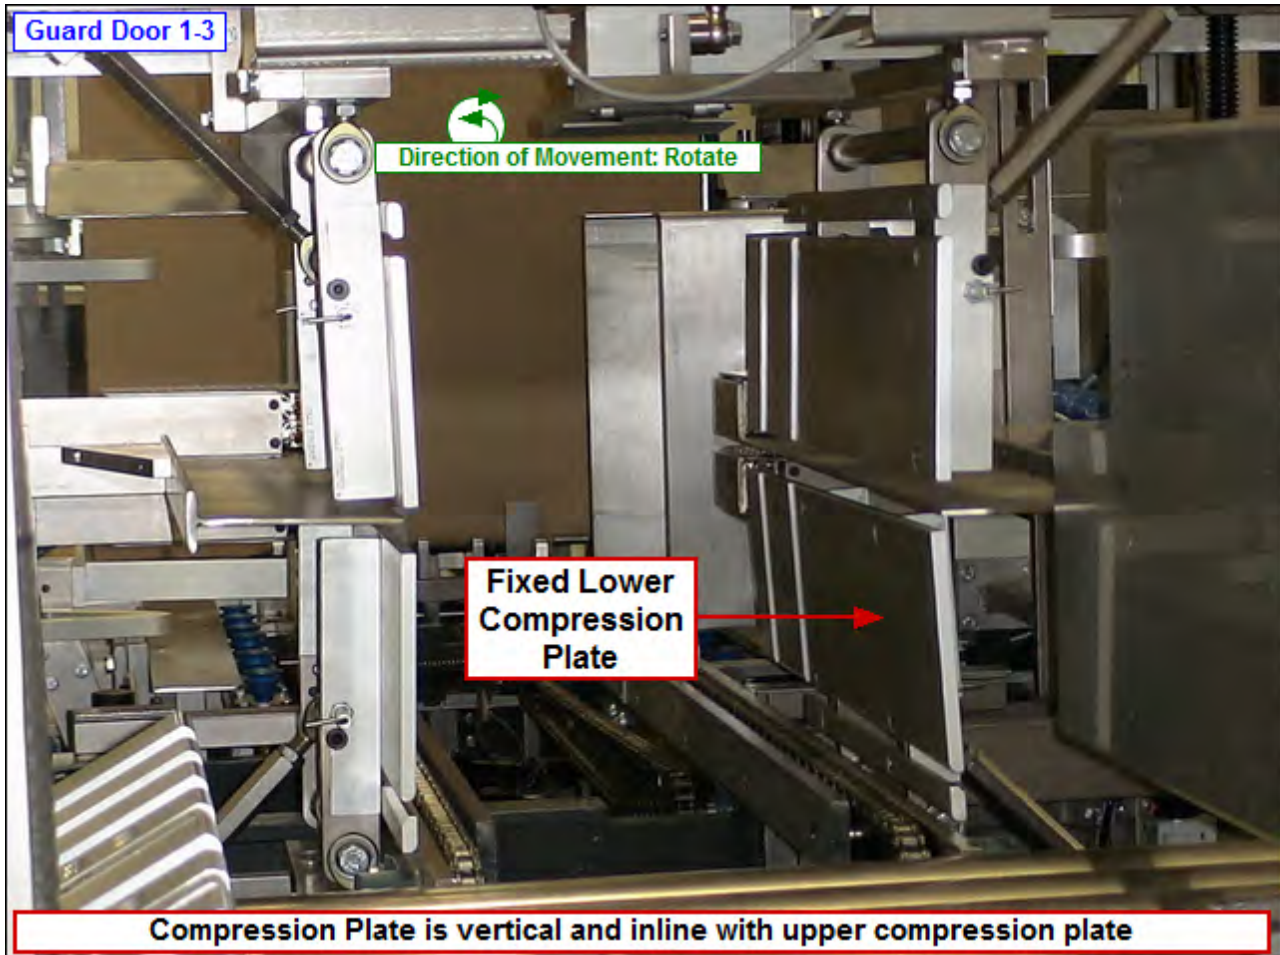 Guard Door 1-3
Direction of Movement: Rotate
Fixed Lower
Compression
Plate
Compression Plate is vertical and inline with upper compression plate